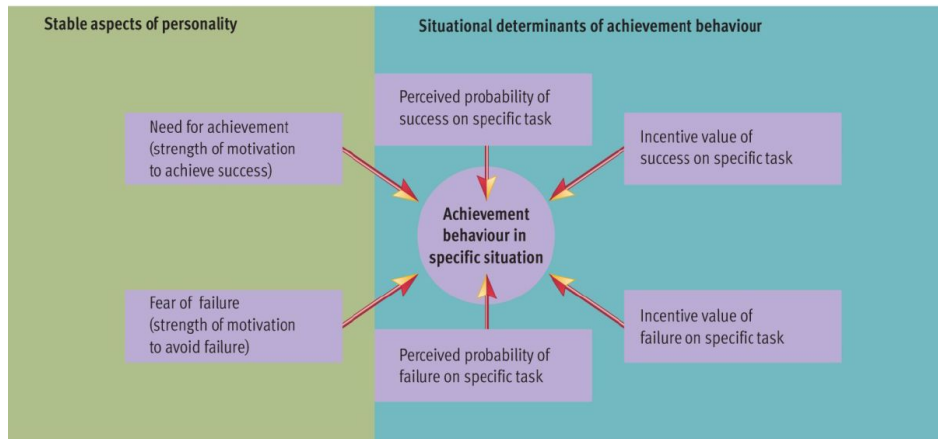 Stable aspects of personality
Situational determinants of achievement behaviour
Perceived probability of
success on specific task
Need for achievement
(strength of motivation
to achieve success)
Incentive value of
success on specific task
Achievement
behaviour in
specific situation
Fear of failure
(strength of motivation
to avoid failure)
Perceived probability of
failure on specific task
Incentive value of
failure on specific task